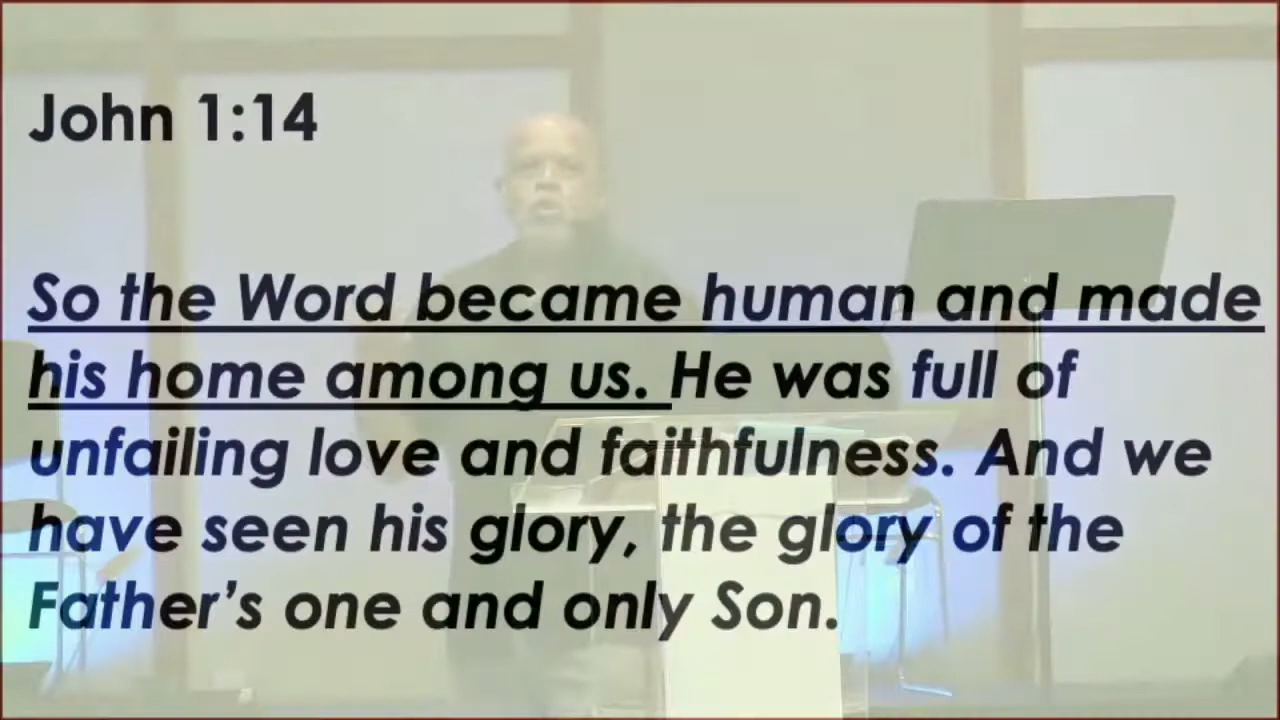 John 1:14
So the Word became human and made
his home among us. He was full of
unfailing love and faithfulness. And we
have seen his glory, the glory of the
Father’s one and only Son.